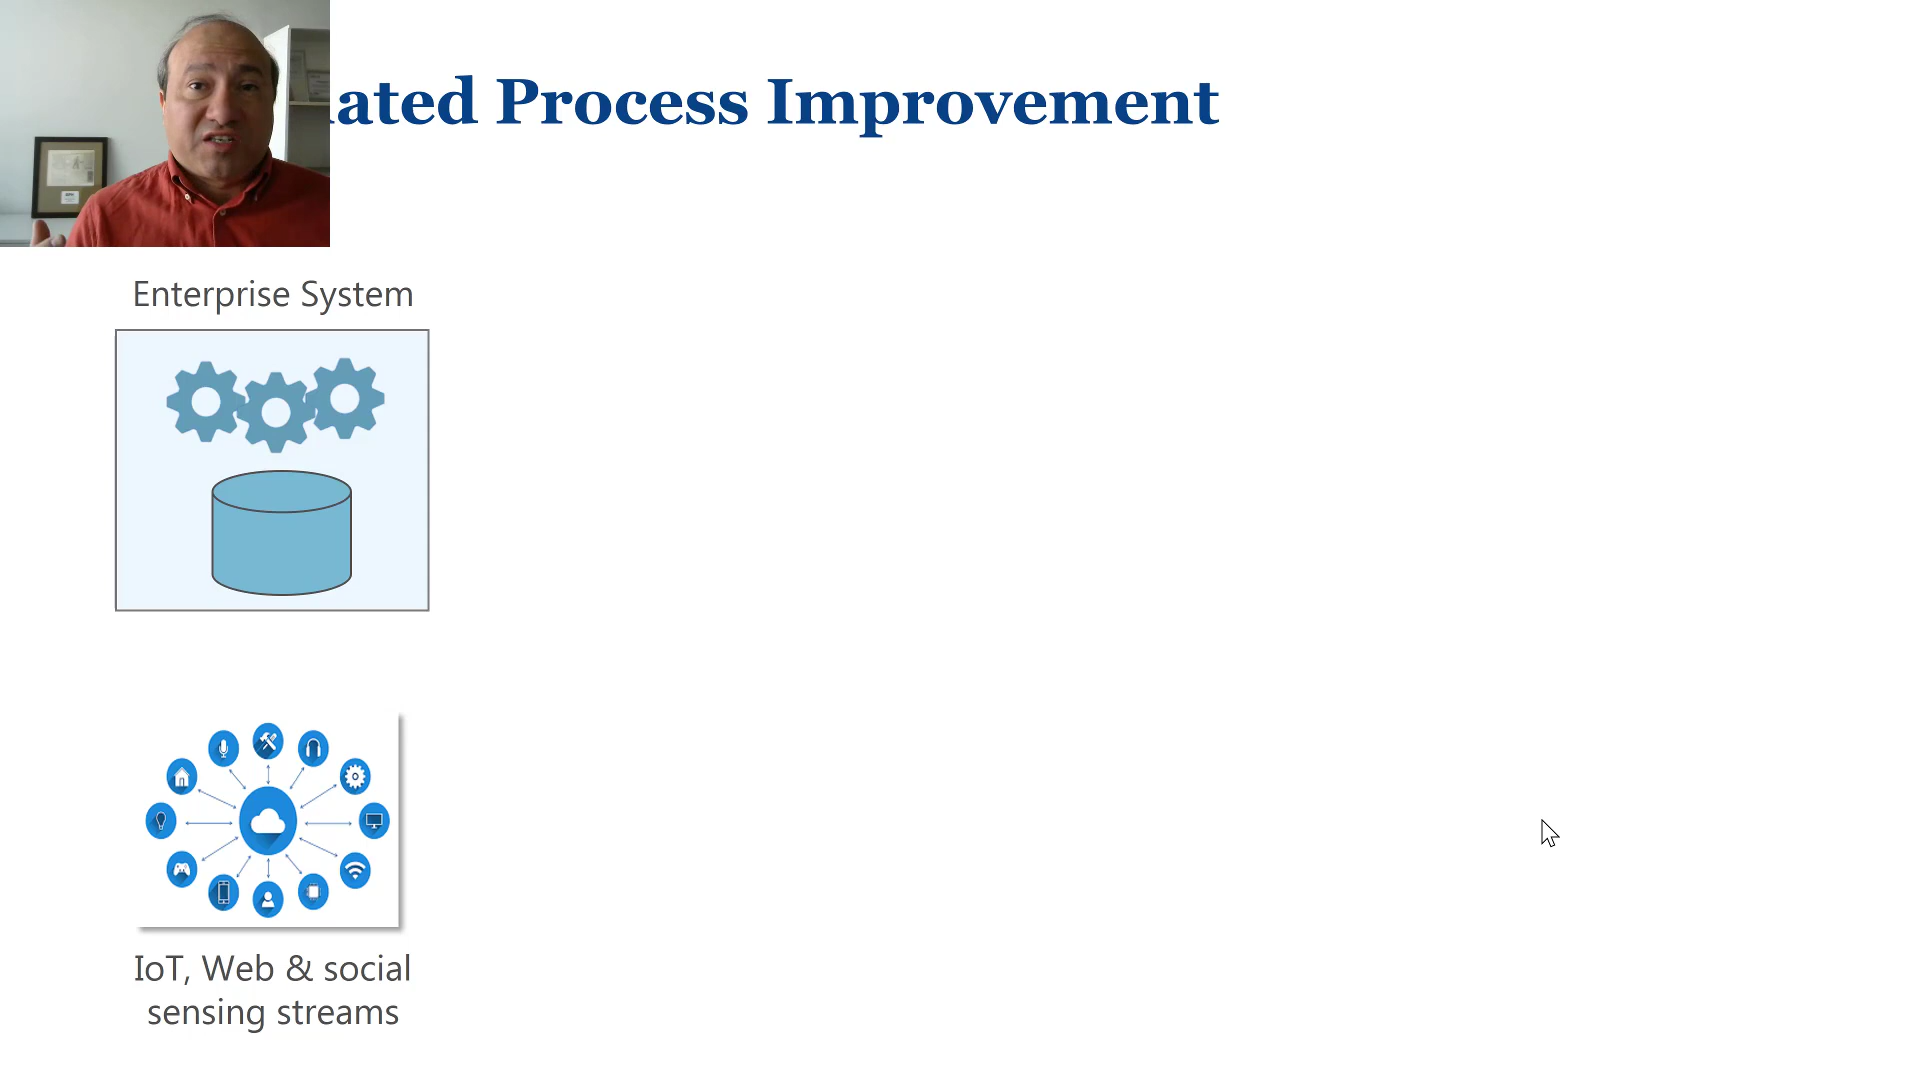 ated Process Improvement
Enterprise System
IoT, Web & social
sensing streams